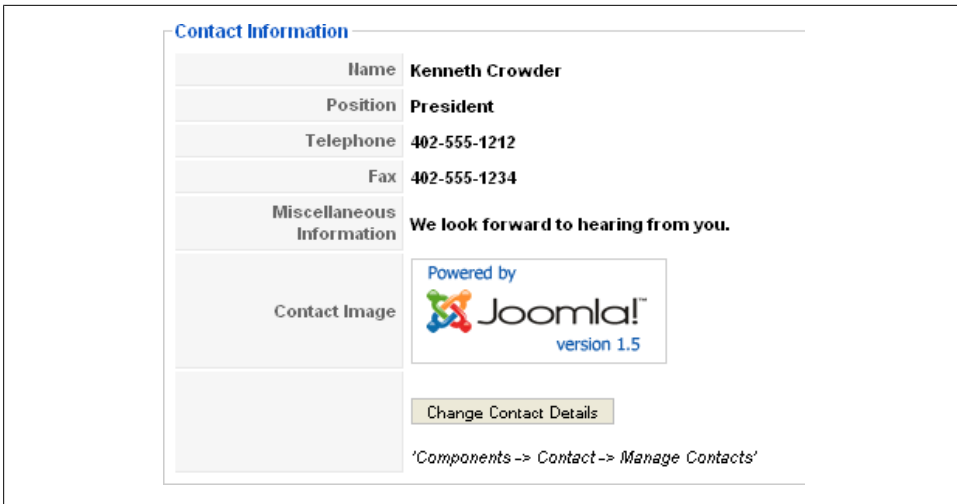 Contact Information
Name Kenneth Crowder
Position President
Telephone 402-555-1212
Fax 402-555-1234
Miscellaneous
Information We look forward to hearing from you.
Contact Image
Powered by
Joomla!™
version 1.5
Change Contact Details
'Components -> Contact -> Manage Contacts'